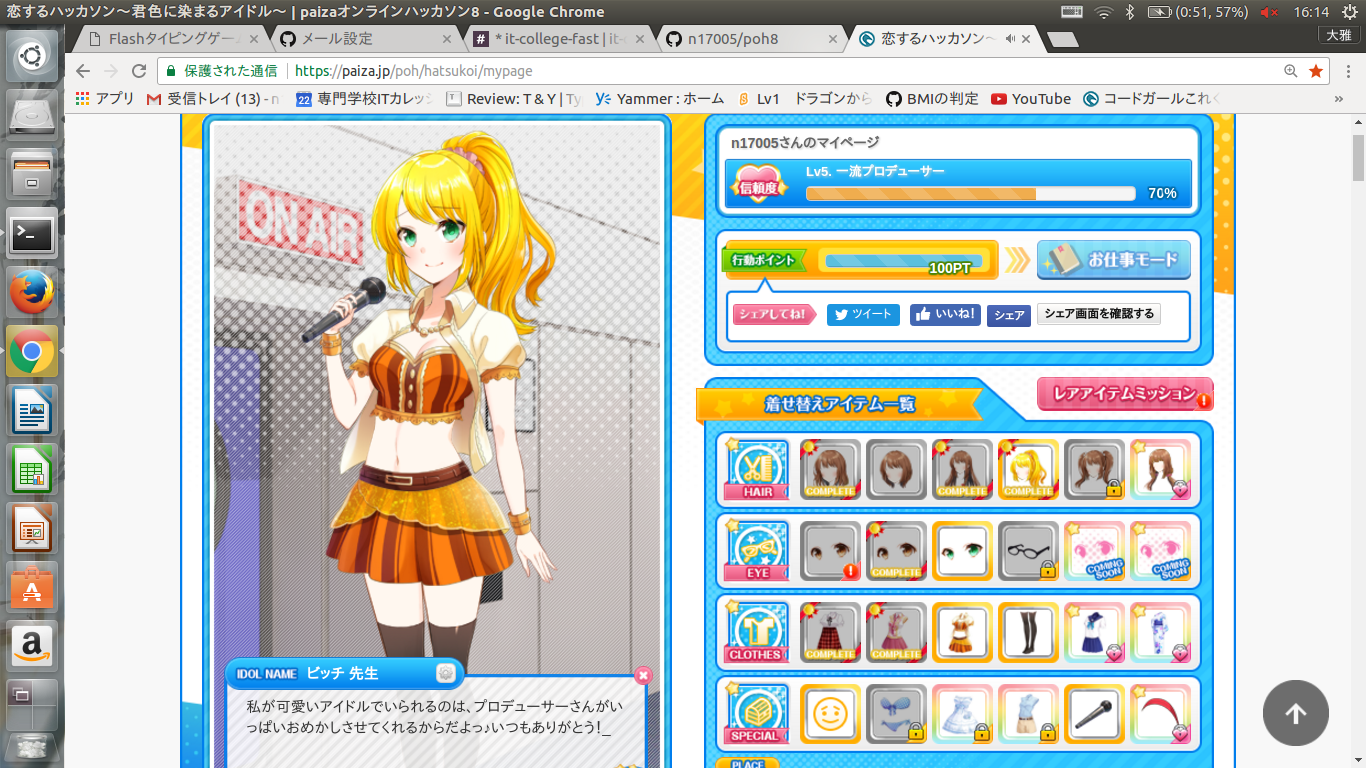 恋するハッカソン～君色に染まるアイドル～ | paizaオンラインハッカソン8 - Google Chrome
(0:51, 57%)
16:14
Flashタイピングゲー
メール設定
* it-college-fast | it-c
n17005/poh8
恋するハッカソン～
大雅
保護された通信
https://paiza.jp/poh/hatsukoi/mypage
アプリ
受信トレイ (13) - n
専門学校ITカレッジ
Review: T & Y | Ty
Yammer : ホーム
Lv1
ドラゴンから
BMIの判定
YouTube
コードガールこれく
»
ON AIR
n17005さんのマイページ
信頼度
Lv5. 一流プロデューサー
70%
行動ポイント
100PT
お仕事モード
シェアしてね!
ツイート
いいね!
シェア
シェア画面を確認する
着せ替えアイテム一覧
レアアイテムミッション
HAIR
COMPLETE
COMPLETE
COMPLETE
EYE
COMPLETE
COMING SOON
COMING SOON
CLOTHES
COMPLETE
COMPLETE
SPECIAL
PLACE
IDOL NAME ビッチ 先生
私が可愛いアイドルでいられるのは、プロデューサーさんがい
っぱいおめかしさせてくれるからだよっ♪いつもありがとう!_